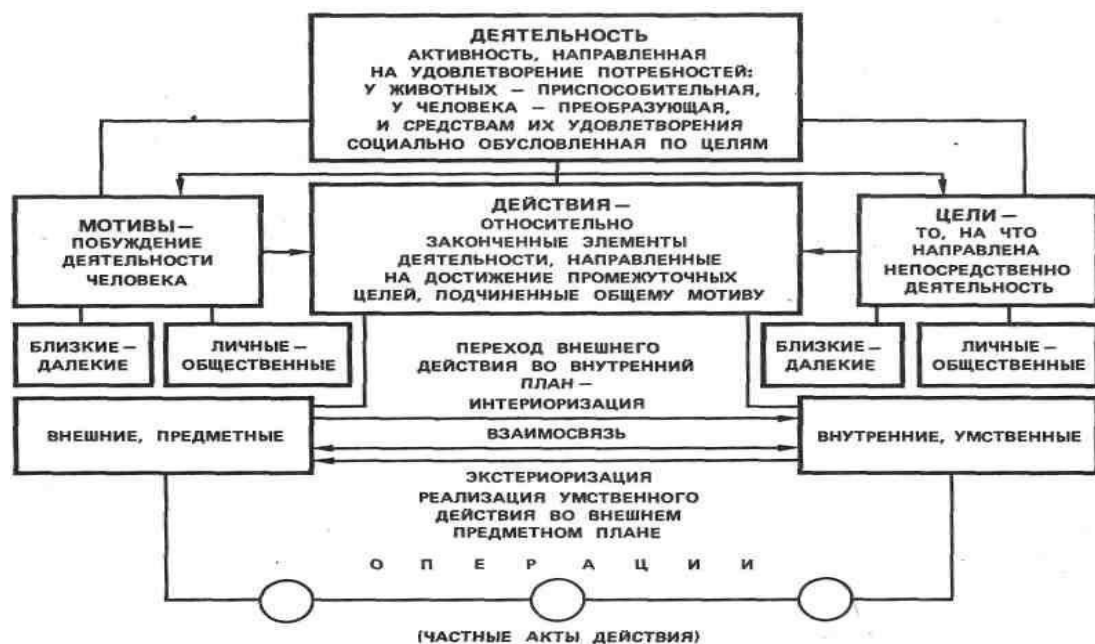 ДЕЯТЕЛЬНОСТЬ
АКТИВНОСТЬ, НАПРАВЛЕННАЯ
НА УДОВЛЕТВОРЕНИЕ ПОТРЕБНОСТЕЙ:
У ЖИВОТНЫХ — ПРИСПОСОБИТЕЛЬНАЯ,
У ЧЕЛОВЕКА — ПРЕОБРАЗУЮЩАЯ,
И СРЕДСТВАМ ИХ УДОВЛЕТВОРЕНИЯ
СОЦИАЛЬНО ОБУСЛОВЛЕННАЯ ПО ЦЕЛЯМ
МОТИВЫ —
ПОБУЖДЕНИЕ
ДЕЯТЕЛЬНОСТИ
ЧЕЛОВЕКА
ДЕЙСТВИЯ —
ОТНОСИТЕЛЬНО
ЗАКОНЧЕННЫЕ ЭЛЕМЕНТЫ
ДЕЯТЕЛЬНОСТИ, НАПРАВЛЕННЫЕ
НА ДОСТИЖЕНИЕ ПРОМЕЖУТОЧНЫХ
ЦЕЛЕЙ, ПОДЧИНЕННЫЕ ОБЩЕМУ МОТИВУ
ЦЕЛИ —
ТО, НА ЧТО
НАПРАВЛЕНА
НЕПОСРЕДСТВЕННО
ДЕЯТЕЛЬНОСТЬ
БЛИЗКИЕ —
ДАЛЕКИЕ
ЛИЧНЫЕ —
ОБЩЕСТВЕННЫЕ
БЛИЗКИЕ —
ДАЛЕКИЕ
ЛИЧНЫЕ —
ОБЩЕСТВЕННЫЕ
ПЕРЕХОД ВНЕШНЕГО
ДЕЙСТВИЯ ВО ВНУТРЕННИЙ
ПЛАН —
ИНТЕРИОРИЗАЦИЯ
ВНЕШНИЕ, ПРЕДМЕТНЫЕ
ВЗАИМОСВЯЗЬ
ВНУТРЕННИЕ, УМСТВЕННЫЕ
ЭКСТЕРИОРИЗАЦИЯ
РЕАЛИЗАЦИЯ УМСТВЕННОГО
ДЕЙСТВИЯ ВО ВНЕШНЕМ
ПРЕДМЕТНОМ ПЛАНЕ
О П Е Р А Ц И И
(ЧАСТНЫЕ АКТЫ ДЕЙСТВИЯ)